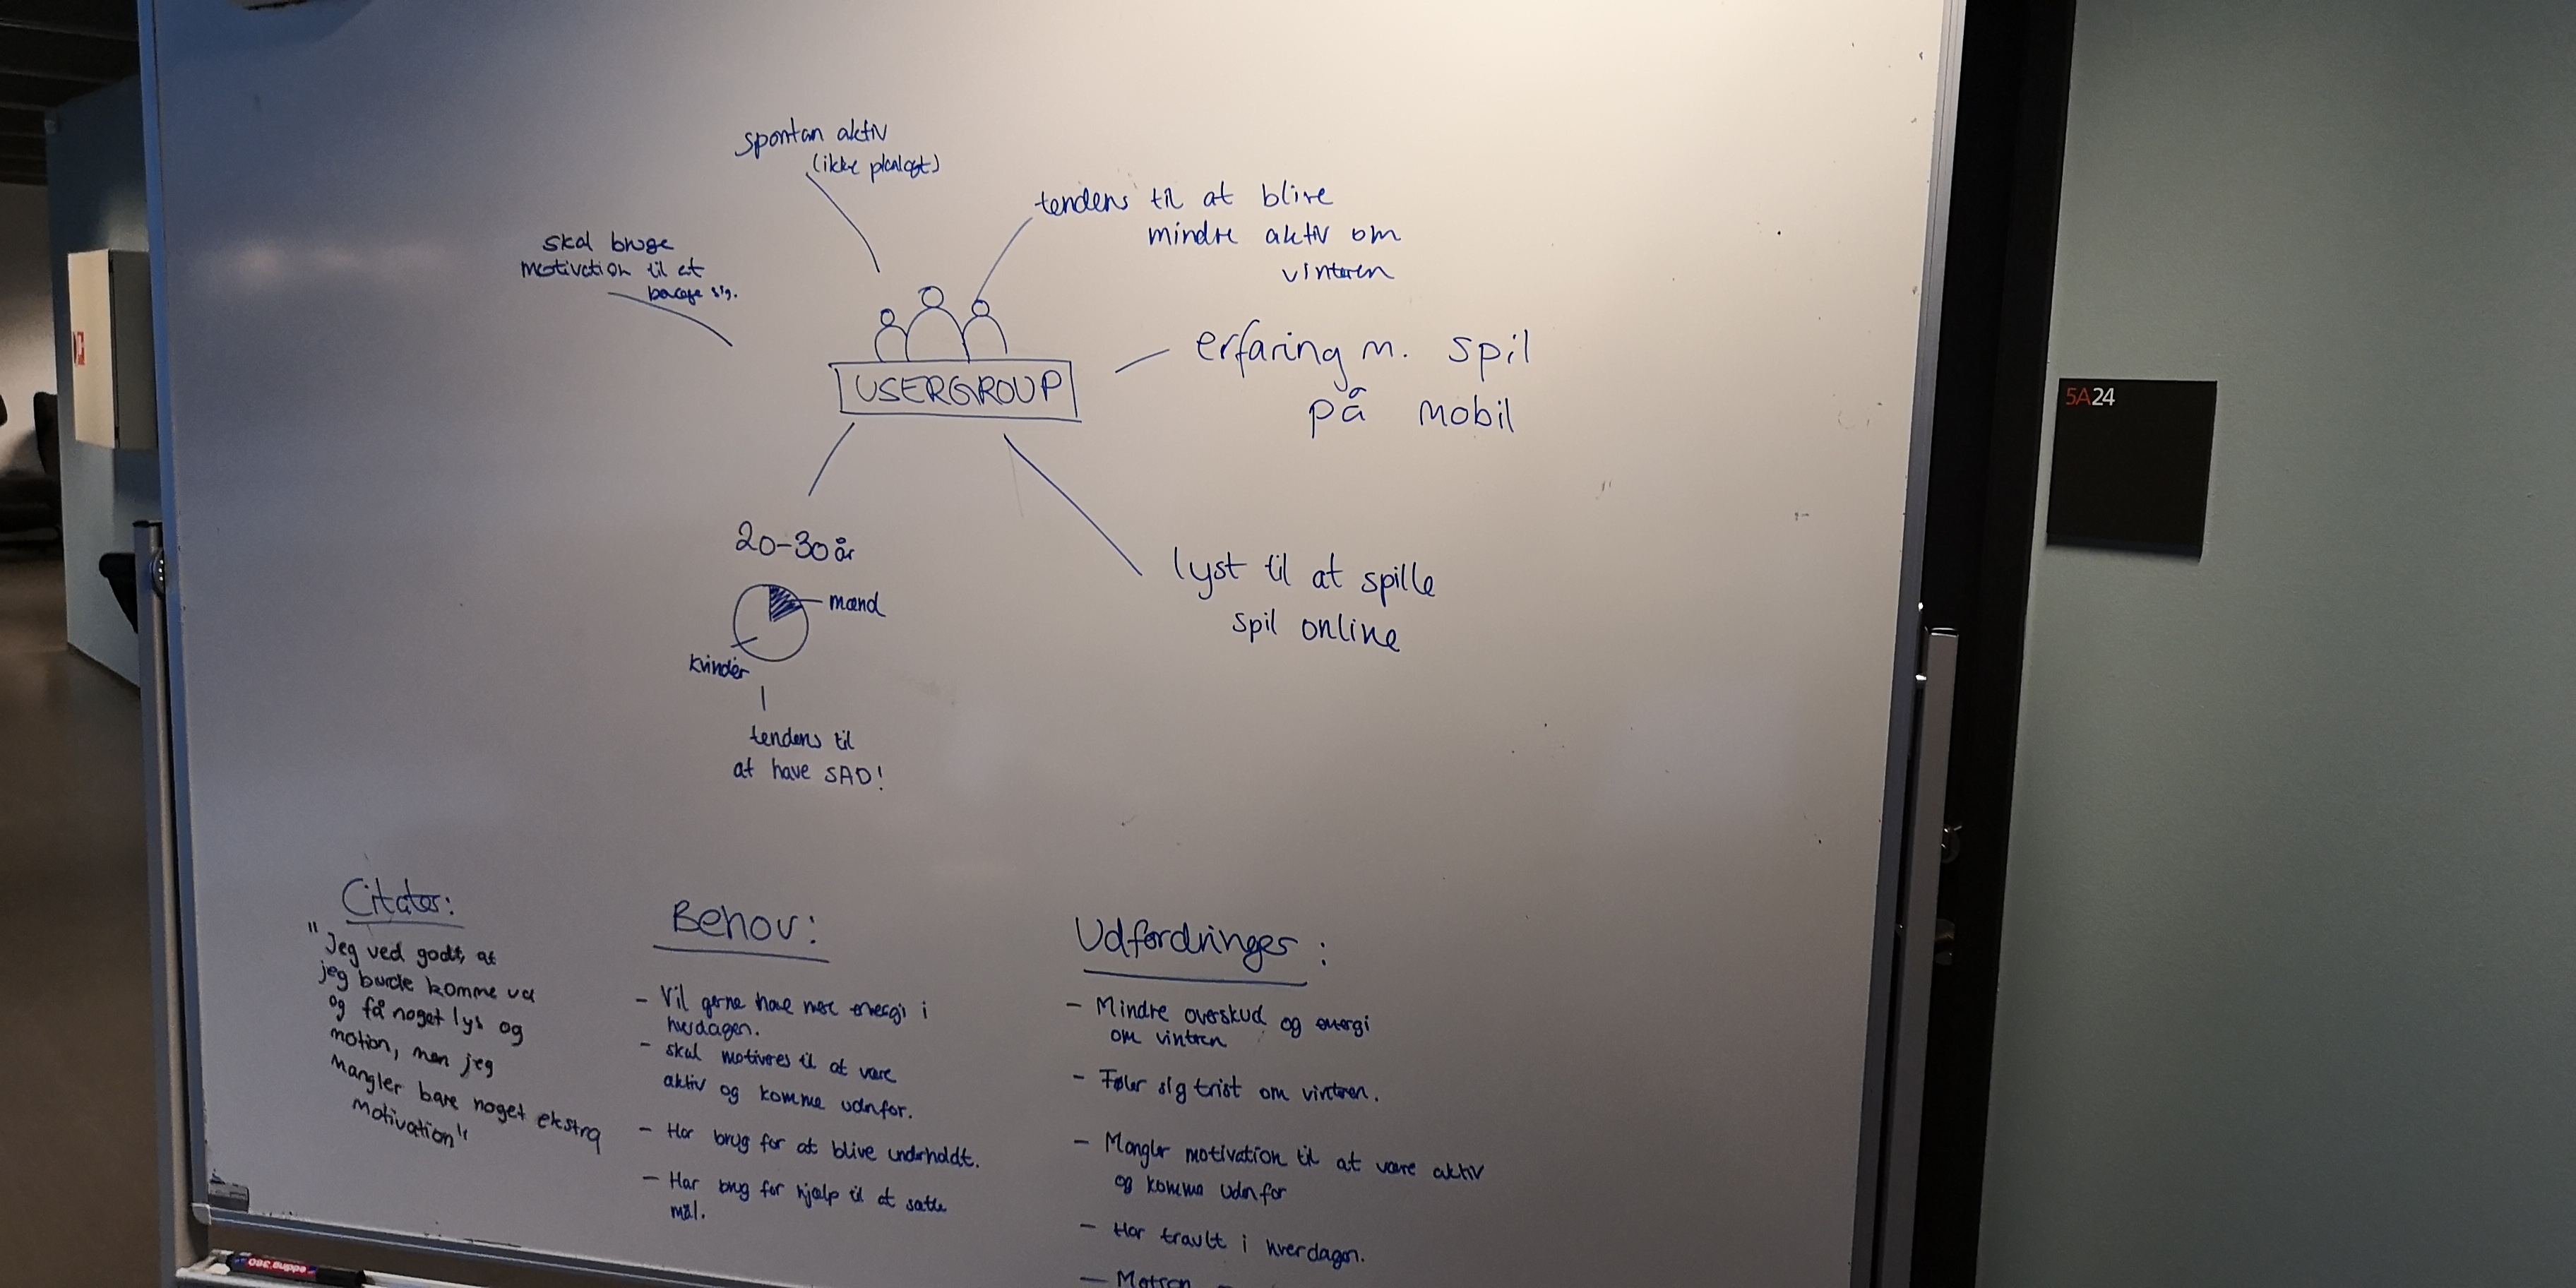 spontan aktiv
(ikke planlagt)
tendens til at blive
mindre aktiv om
vinteren
skal bruge
motivation til at
bevæge sig.
erfaring m. spil
på mobil
USERGROUP
20-30 år
mænd
kvinder
tendens til
at have SAD!
lyst til at spille
spil online
Citater:
"Jeg ved godt, at
jeg burde komme ud
og få noget lys og
motion, men jeg
mangler bare noget ekstra
motivation"
Behov:
- Vil gerne have mere energi i
hverdagen.
- skal motiveres til at være
aktiv og komme udenfor.
- Har brug for at blive underholdt.
- Har brug for hjælp til at sætte
mål.
Udfordringer:
- Mindre overskud og energi
om vintren
- Føler sig trist om vinteren.
- Mangler motivation til at være aktiv
og komme udenfor
- Har travlt i hverdagen.
5A24
edding 380